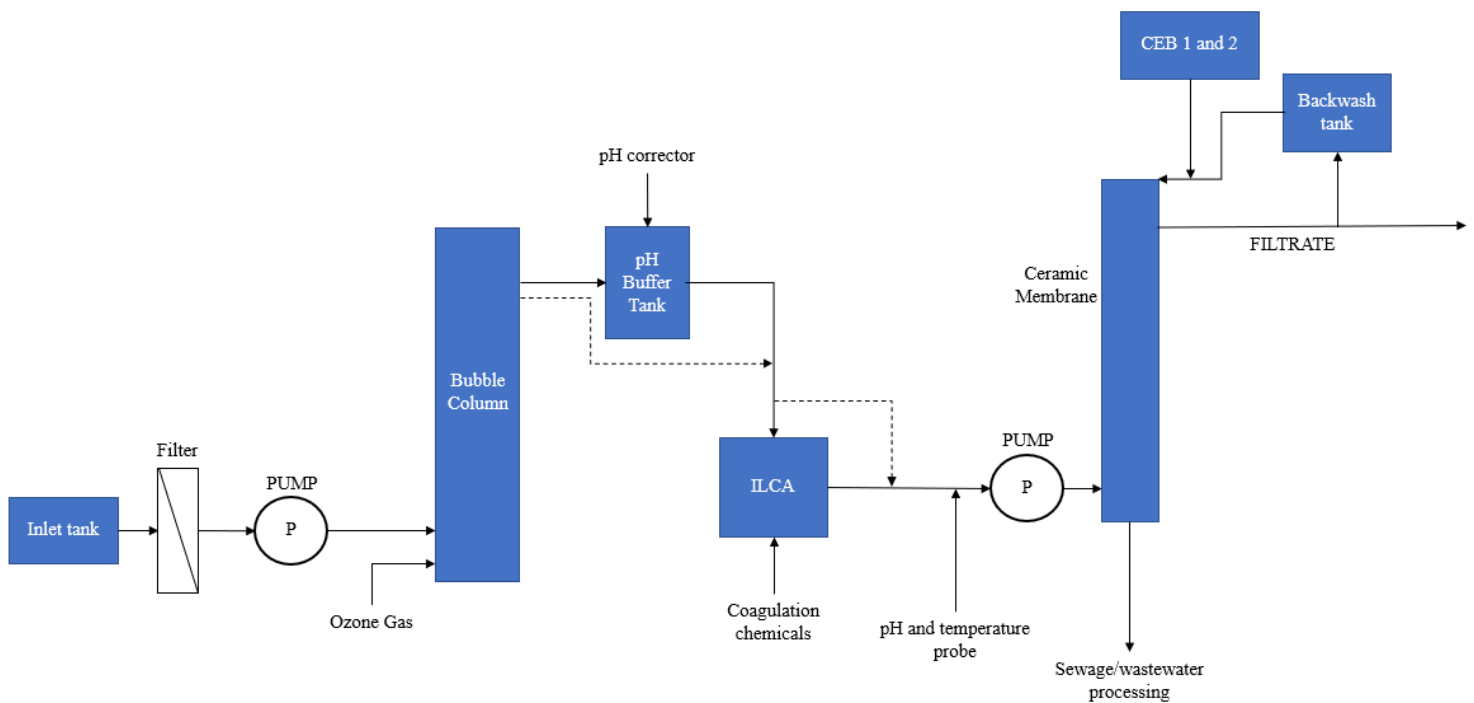 CEB 1 and 2
Backwash
tank
pH corrector
FILTRATE
pH
Buffer
Tank
Ceramic
Membrane
Bubble
Column
Filter
PUMP
PUMP
Inlet tank
P
ILCA
P
Ozone Gas
Coagulation
chemicals
pH and temperature
probe
Sewage/wastewater
processing